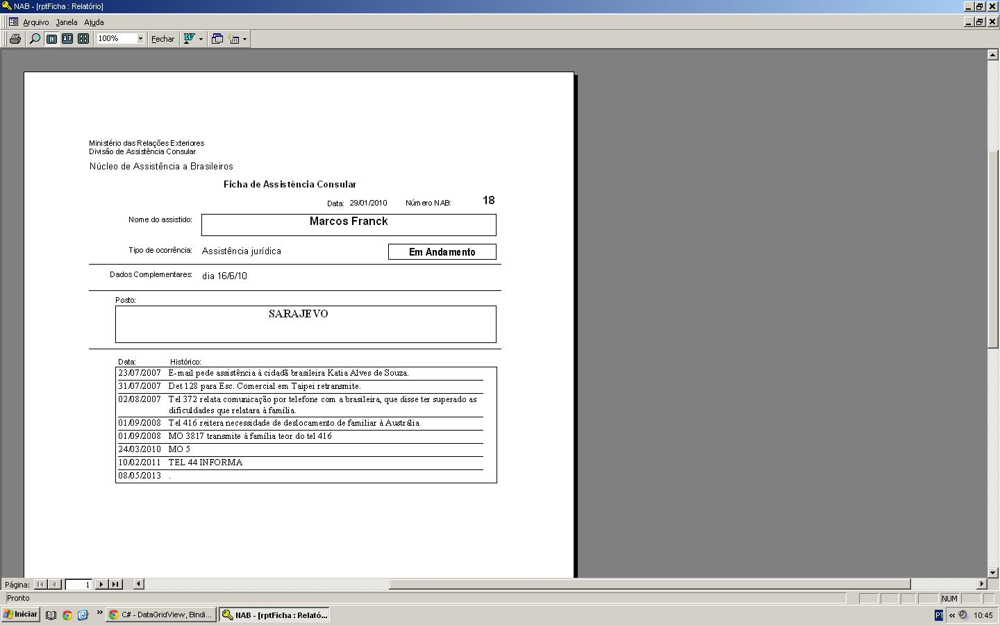 NAB - [rptFicha : Relatório]
Arquivo Janela Ajuda
100% Fechar
Ministério das Relações Exteriores
Divisão de Assistência Consular
Núcleo de Assistência a Brasileiros
Ficha de Assistência Consular
Data: 29/01/2010 Número NAB: 18
Nome do assistido: Marcos Franck
Tipo de ocorrência: Assistência jurídica Em Andamento
Dados Complementares: dia 16/6/10
Posto:
SARAJEVO
Data: Histórico:
23/07/2007 E-mail pede assistência à cidadã brasileira Katia Alves de Souza.
31/07/2007 Det 128 para Esc. Comercial em Taipei retransmite.
02/08/2007 Tel 372 relata comunicação por telefone com a brasileira, que disse ter superado as
dificuldades que relatara à família.
01/09/2008 Tel 416 reitera necessidade de deslocamento de familiar à Austrália
01/09/2008 MO 3817 transmite à família teor do tel 416
24/03/2010 MO 5
10/02/2011 TEL 44 INFORMA
08/05/2013 .
Página: 1
Pronto NUM
Iniciar » C# - DataGridView, Bindi... NAB - [rptFicha : Relató... PT « 10:45